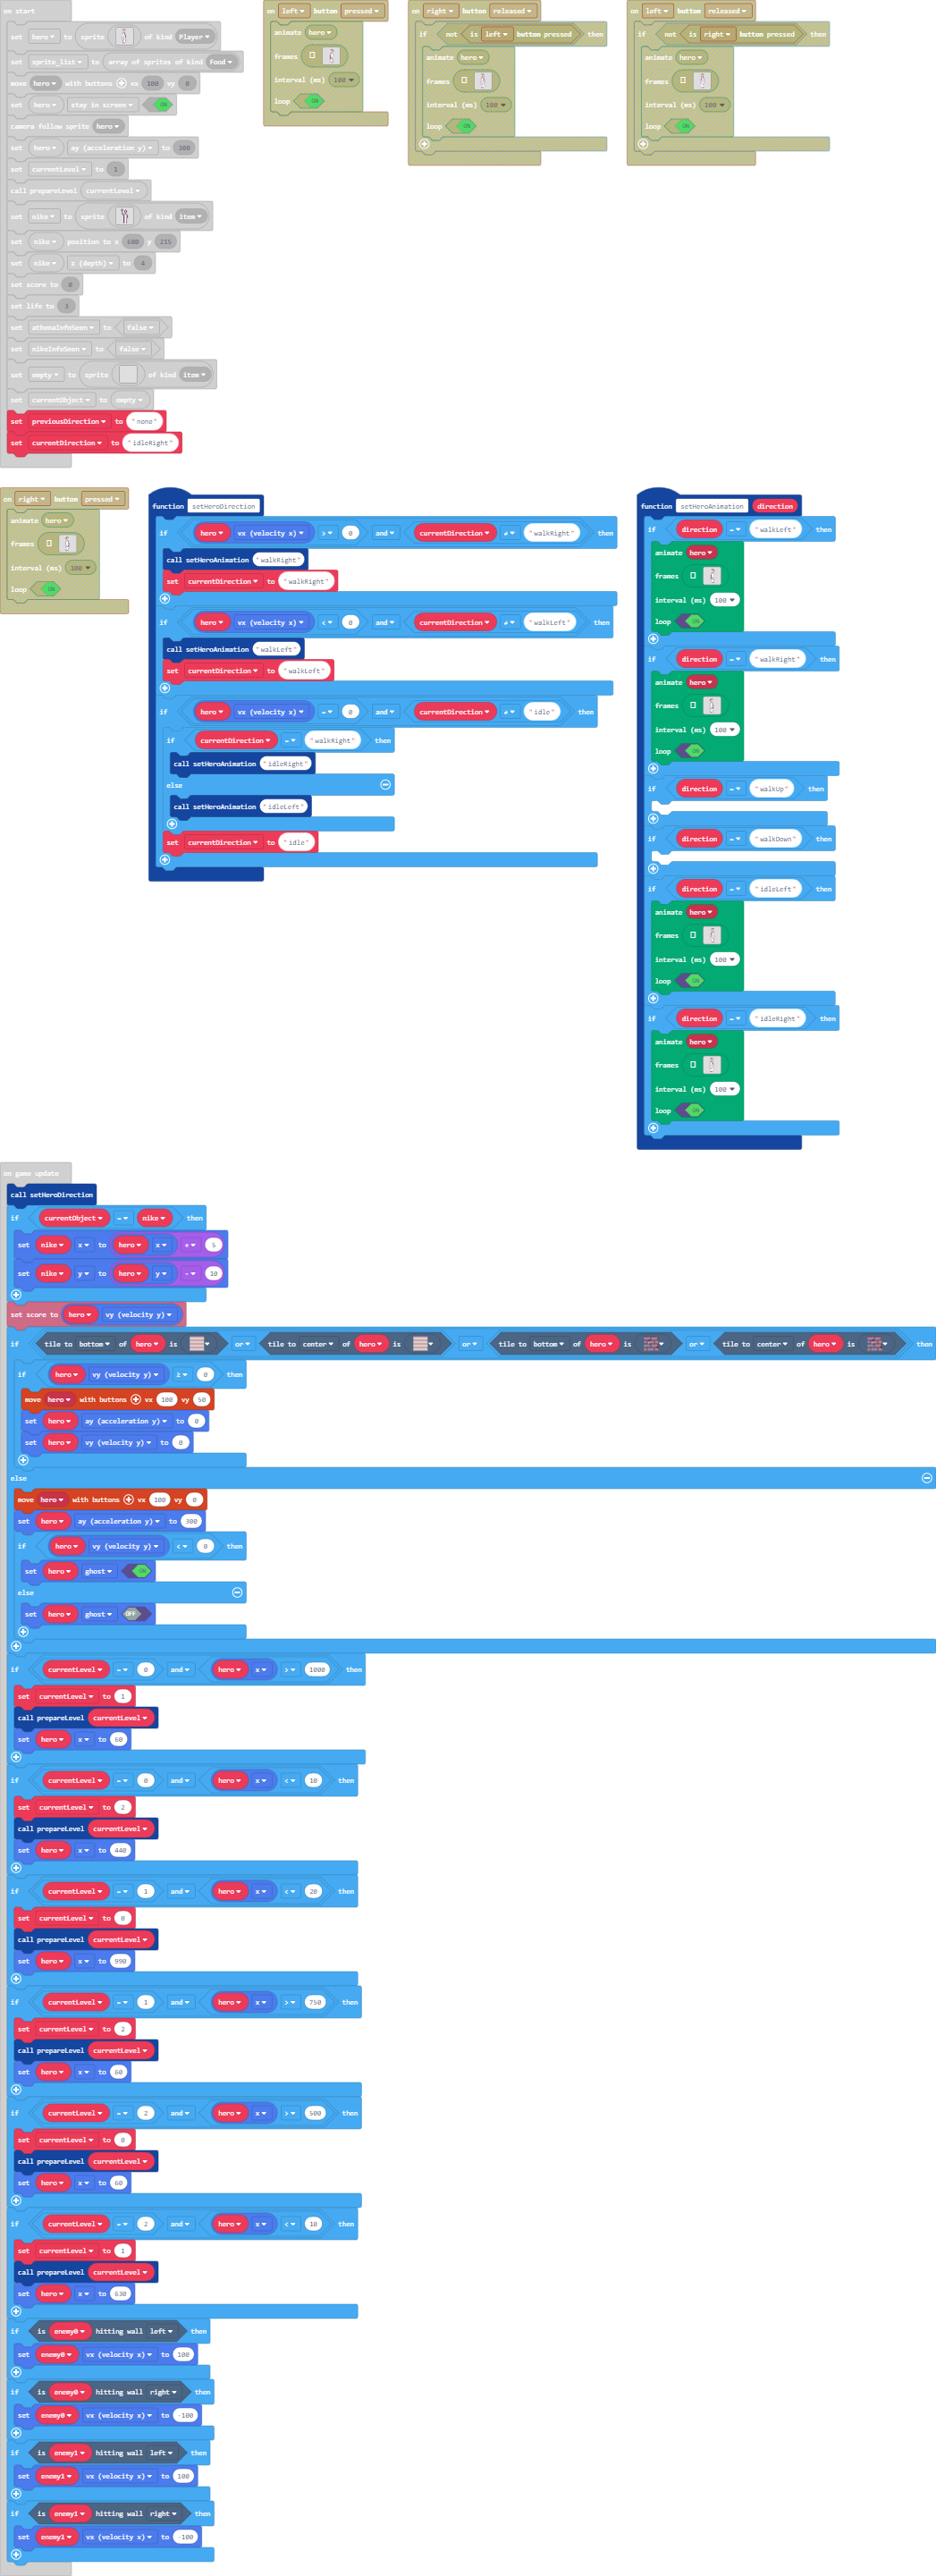 on start
set hero to sprite of kind Player
set sprite_list to array of sprites of kind Food
move hero with buttons vx 100 vy 0
set hero stay in screen ON
camera follow sprite hero
set hero ay (acceleration y) to 300
set currentLevel to 1
call prepareLevel currentLevel
set nike to sprite of kind item
set nike position to x 600 y 215
set nike z (depth) to 4
set score to 0
set life to 3
set athenaInfoSeen to false
set nikeInfoSeen to false
set empty to sprite of kind item
set currentObject to empty
set previousDirection to "none"
set currentDirection to "idleRight"
on left button pressed
animate hero
frames
interval (ms) 100
loop ON
on right button released
if not is left button pressed then
animate hero
frames
interval (ms) 100
loop ON
on left button released
if not is right button pressed then
animate hero
frames
interval (ms) 100
loop ON
on right button pressed
animate hero
frames
interval (ms) 100
loop ON
function setHeroDirection
if hero vx (velocity x) > 0 and currentDirection ≠ "walkRight" then
call setHeroAnimation "walkRight"
set currentDirection to "walkRight"
if hero vx (velocity x) < 0 and currentDirection ≠ "walkLeft" then
call setHeroAnimation "walkLeft"
set currentDirection to "walkLeft"
if hero vx (velocity x) = 0 and currentDirection ≠ "idle" then
if currentDirection = "walkRight" then
call setHeroAnimation "idleRight"
else
call setHeroAnimation "idleLeft"
set currentDirection to "idle"
function setHeroAnimation direction
if direction = "walkLeft" then
animate hero
frames
interval (ms) 100
loop ON
if direction = "walkRight" then
animate hero
frames
interval (ms) 100
loop ON
if direction = "walkUp" then
if direction = "walkDown" then
if direction = "idleLeft" then
animate hero
frames
interval (ms) 100
loop ON
if direction = "idleRight" then
animate hero
frames
interval (ms) 100
loop ON
on game update
call setHeroDirection
if currentObject = nike then
set nike x to hero x + 5
set nike y to hero y - 10
set score to hero vy (velocity y)
if tile to bottom of hero is or tile to center of hero is or tile to bottom of hero is or tile to center of hero is then
if hero vy (velocity y) ≥ 0 then
move hero with buttons vx 100 vy 50
set hero ay (acceleration y) to 0
set hero vy (velocity y) to 0
else
move hero with buttons vx 100 vy 0
set hero ay (acceleration y) to 300
if hero vy (velocity y) < 0 then
set hero ghost ON
else
set hero ghost OFF
if currentLevel = 0 and hero x > 1000 then
set currentLevel to 1
call prepareLevel currentLevel
set hero x to 60
if currentLevel = 0 and hero x < 10 then
set currentLevel to 2
call prepareLevel currentLevel
set hero x to 440
if currentLevel = 1 and hero x < 20 then
set currentLevel to 0
call prepareLevel currentLevel
set hero x to 990
if currentLevel = 1 and hero x > 750 then
set currentLevel to 2
call prepareLevel currentLevel
set hero x to 60
if currentLevel = 2 and hero x > 500 then
set currentLevel to 0
call prepareLevel currentLevel
set hero x to 60
if currentLevel = 2 and hero x < 10 then
set currentLevel to 1
call prepareLevel currentLevel
set hero x to 630
if is enemy0 hitting wall left then
set enemy0 vx (velocity x) to 100
if is enemy0 hitting wall right then
set enemy0 vx (velocity x) to -100
if is enemy1 hitting wall left then
set enemy1 vx (velocity x) to 100
if is enemy1 hitting wall right then
set enemy1 vx (velocity x) to -100